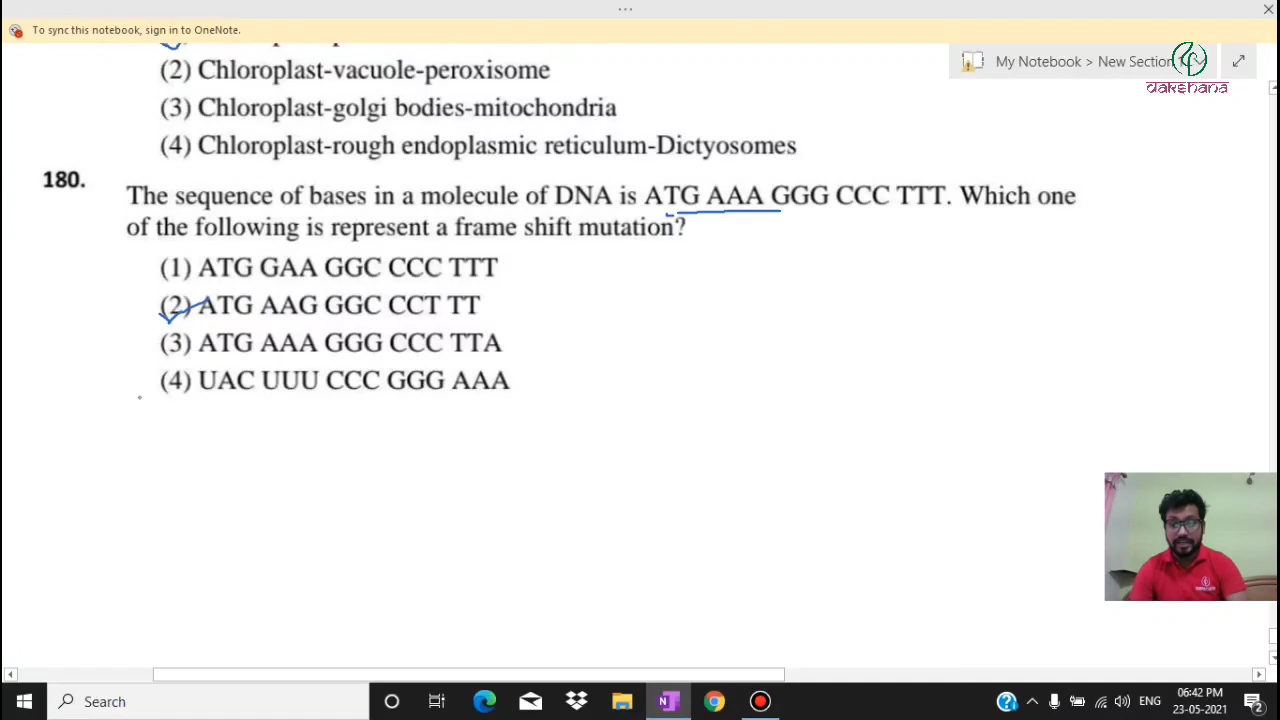 To sync this notebook, sign in to OneNote.
My Notebook > New Section 1
dakshana
(2) Chloroplast-vacuole-peroxisome
(3) Chloroplast-golgi bodies-mitochondria
(4) Chloroplast-rough endoplasmic reticulum-Dictyosomes
180.
The sequence of bases in a molecule of DNA is ATG AAA GGG CCC TTT. Which one
of the following is represent a frame shift mutation?
(1) ATG GAA GGC CCC TTT
(2) ATG AAG GGC CCT TT
(3) ATG AAA GGG CCC TTA
(4) UAC UUU CCC GGG AAA
Search
ENG
06:42 PM
23-05-2021
2